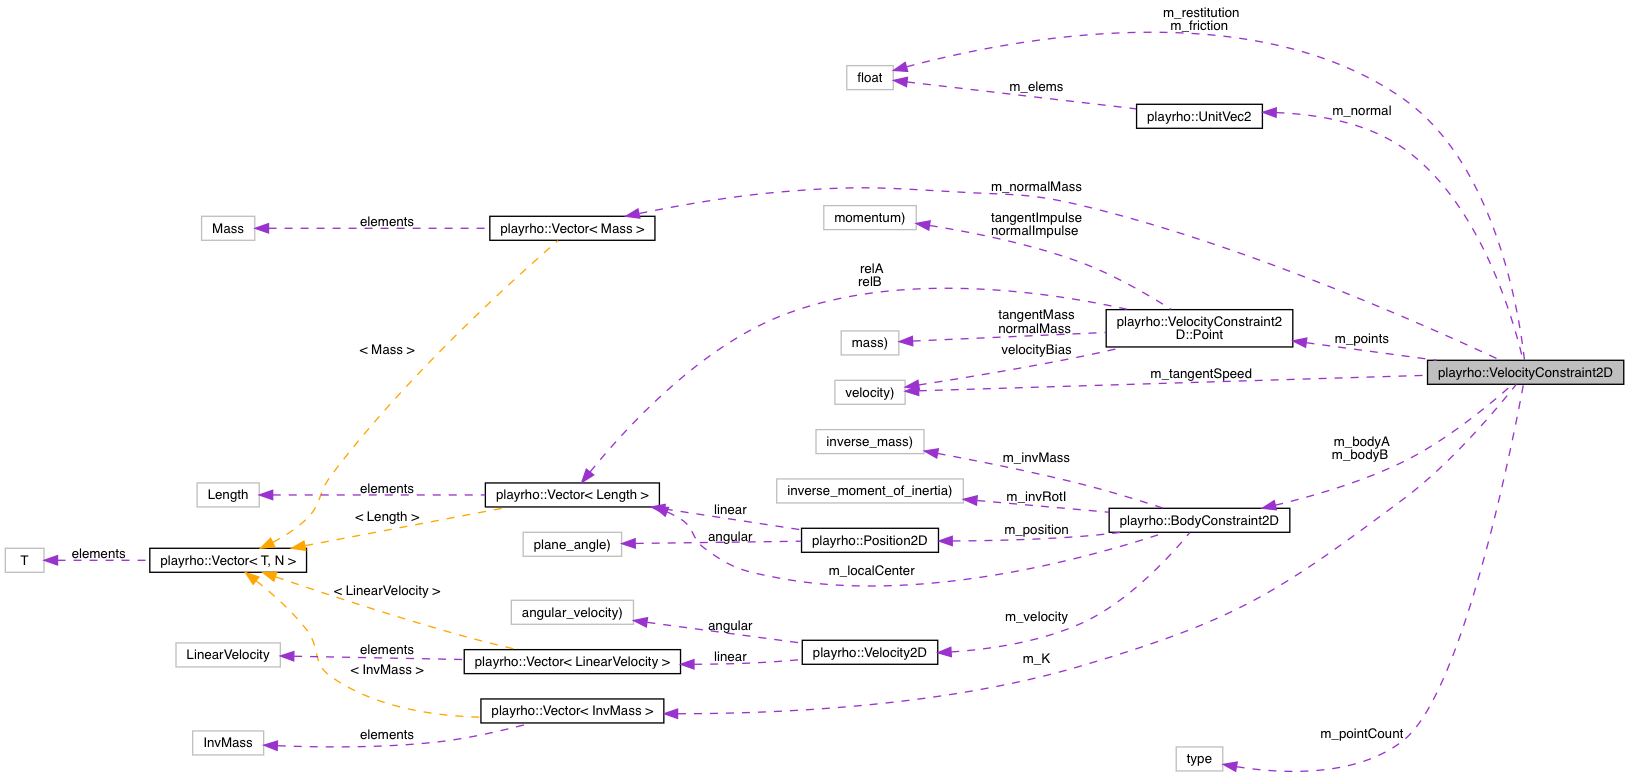 m_restitution
m_friction
float
m_elems
playrho::UnitVec2
m_normal
m_normalMass
momentum)
tangentImpulse
normalImpulse
Mass
elements
playrho::Vector< Mass >
relA
relB
tangentMass
normalMass
playrho::VelocityConstraint2
D::Point
mass)
velocityBias
m_points
< Mass >
m_tangentSpeed
playrho::VelocityConstraint2D
velocity)
inverse_mass)
m_invMass
m_bodyA
m_bodyB
Length
elements
playrho::Vector< Length >
inverse_moment_of_inertia)
m_invRotI
< Length >
linear
playrho::BodyConstraint2D
plane_angle)
angular
playrho::Position2D
m_position
T
elements
playrho::Vector< T, N >
m_localCenter
< LinearVelocity >
angular_velocity)
angular
m_velocity
LinearVelocity
elements
playrho::Vector< LinearVelocity >
linear
playrho::Velocity2D
m_K
< InvMass >
playrho::Vector< InvMass >
InvMass
elements
m_pointCount
type